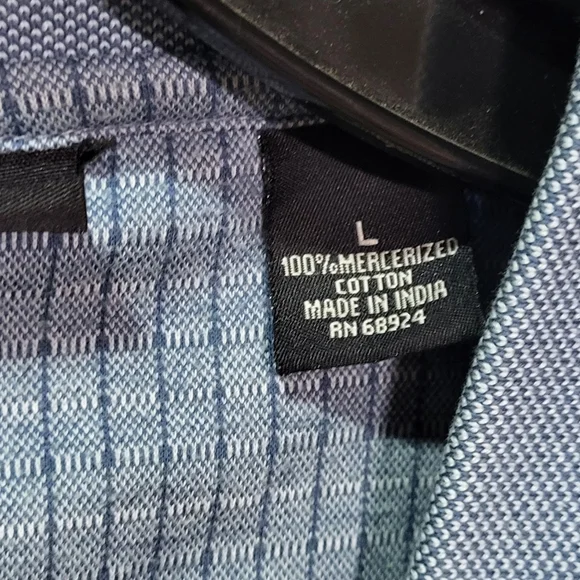 L
100%MERCERIZED
COTTON
MADE IN INDIA
RN 68924